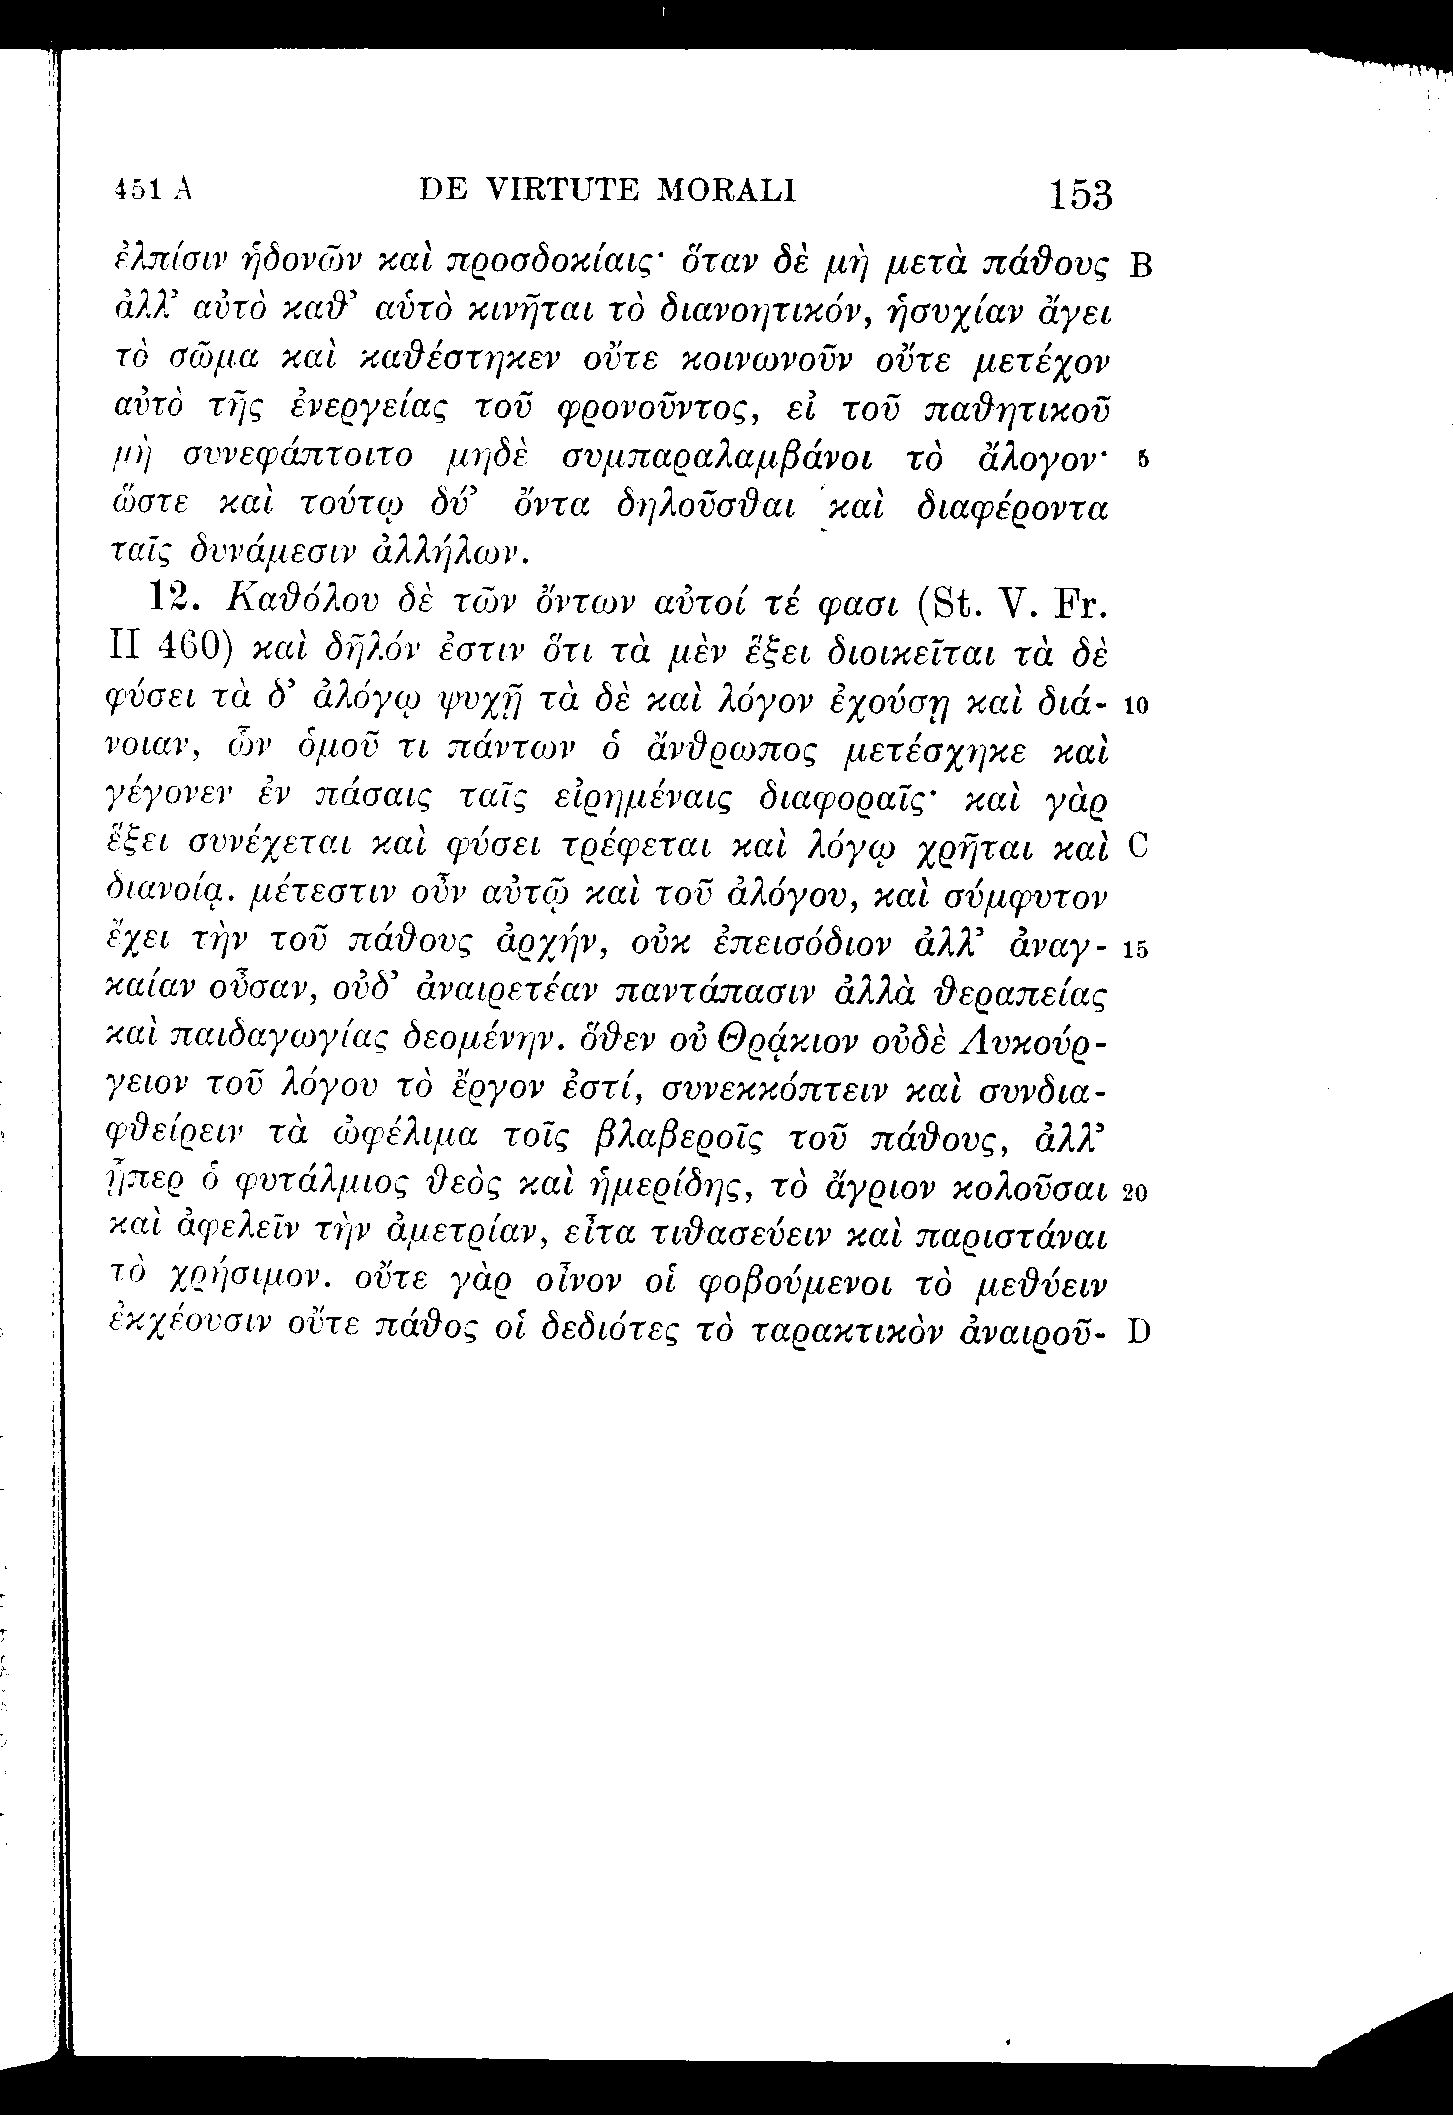 451 A DE VIRTUTE MORALI 153
ἐλπίσιν ἡδονῶν καὶ προσδοκίαις· ὅταν δὲ μὴ μετὰ πάθους B
ἀλλ’ αὐτὸ καθ’ αὑτὸ κινῆται τὸ διανοητικόν, ἡσυχίαν ἄγει
τὸ σῶμα καὶ καθέστηκεν οὔτε κοινωνοῦν οὔτε μετέχον
αὐτὸ τῆς ἐνεργείας τοῦ φρονοῦντος, εἰ τοῦ παθητικοῦ
μὴ συνεφάπτοιτο μηδὲ συμπαραλαμβάνοι τὸ ἄλογον· 5
ὥστε καὶ τούτῳ δύ’ ὄντα δηλοῦσθαι καὶ διαφέροντα
ταῖς δυνάμεσιν ἀλλήλων.
12. Καθόλου δὲ τῶν ὄντων αὐτοί τέ φασι (St. V. Fr.
II 460) καὶ δῆλόν ἐστιν ὅτι τὰ μὲν ἕξει διοικεῖται τὰ δὲ
φύσει τὰ δ’ ἀλόγῳ ψυχῇ τὰ δὲ καὶ λόγον ἐχούσῃ καὶ διά- 10
νοιαν, ὧν ὁμοῦ τι πάντων ὁ ἄνθρωπος μετέσχηκε καὶ
γέγονεν ἐν πάσαις ταῖς εἰρημέναις διαφοραῖς· καὶ γὰρ
ἕξει συνέχεται καὶ φύσει τρέφεται καὶ λόγῳ χρῆται καὶ C
διανοίᾳ. μέτεστιν οὖν αὐτῷ καὶ τοῦ ἀλόγου, καὶ σύμφυτον
ἔχει τὴν τοῦ πάθους ἀρχήν, οὐκ ἐπεισόδιον ἀλλ’ ἀναγ- 15
καίαν οὖσαν, οὐδ’ ἀναιρετέαν παντάπασιν ἀλλὰ θεραπείας
καὶ παιδαγωγίας δεομένην. ὅθεν οὐ Θρᾴκιον οὐδὲ Λυκούρ-
γειον τοῦ λόγου τὸ ἔργον ἐστί, συνεκκόπτειν καὶ συνδια-
φθείρειν τὰ ὠφέλιμα τοῖς βλαβεροῖς τοῦ πάθους, ἀλλ’
ᾗπερ ὁ φυτάλμιος θεὸς καὶ ἡμερίδης, τὸ ἄγριον κολοῦσαι 20
καὶ ἀφελεῖν τὴν ἀμετρίαν, εἶτα τιθασεύειν καὶ παριστάναι
τὸ χρήσιμον. οὔτε γὰρ οἶνον οἱ φοβούμενοι τὸ μεθύειν
ἐκχέουσιν οὔτε πάθος οἱ δεδιότες τὸ ταρακτικὸν ἀναιροῦ- D